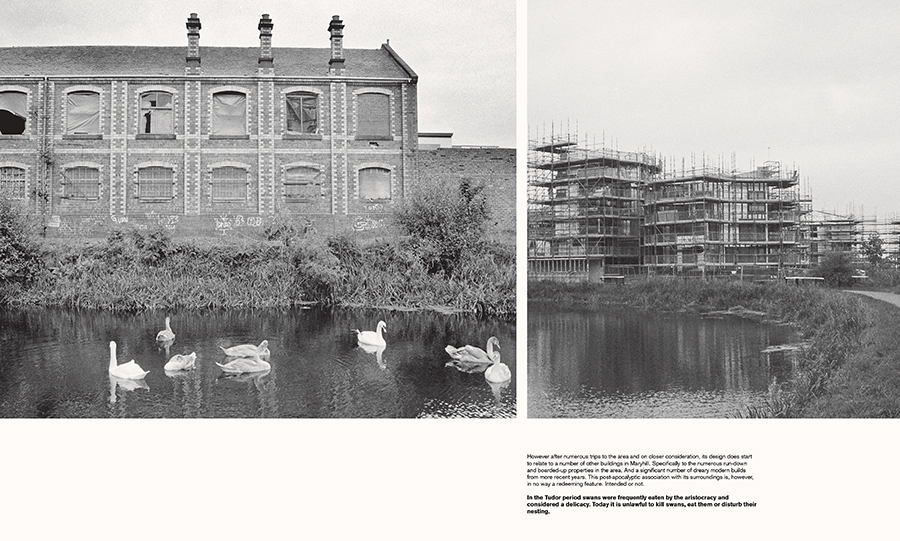 However after numerous trips to the area and on closer consideration, its design does start
to relate to a number of other buildings in Maryhill. Specifically to the numerous run-down
and boarded-up properties in the area. And a significant number of dreary modern builds
from more recent years. This post-apocalyptic association with its surroundings is, however,
in no way a redeeming feature. Intended or not.
In the Tudor period swans were frequently eaten by the aristocracy and
considered a delicacy. Today it is unlawful to kill swans, eat them or disturb their
nesting.